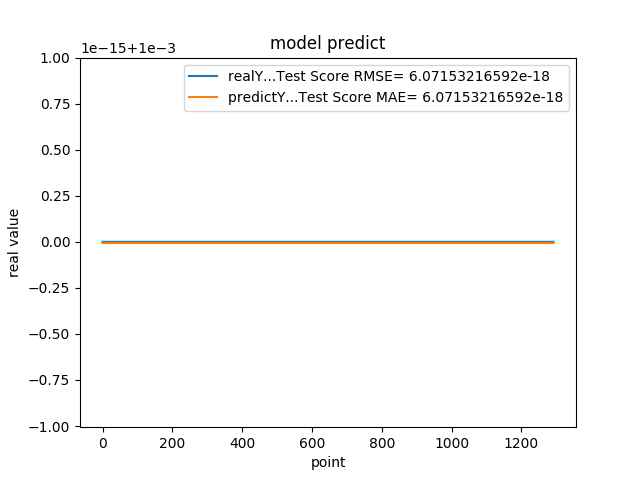 model predict
1e−15+1e−3
realY...Test Score RMSE= 6.07153216592e-18
predictY...Test Score MAE= 6.07153216592e-18
1.00
0.75
0.50
0.25
0.00
−0.25
−0.50
−0.75
−1.00
real value
0 200 400 600 800 1000 1200
point